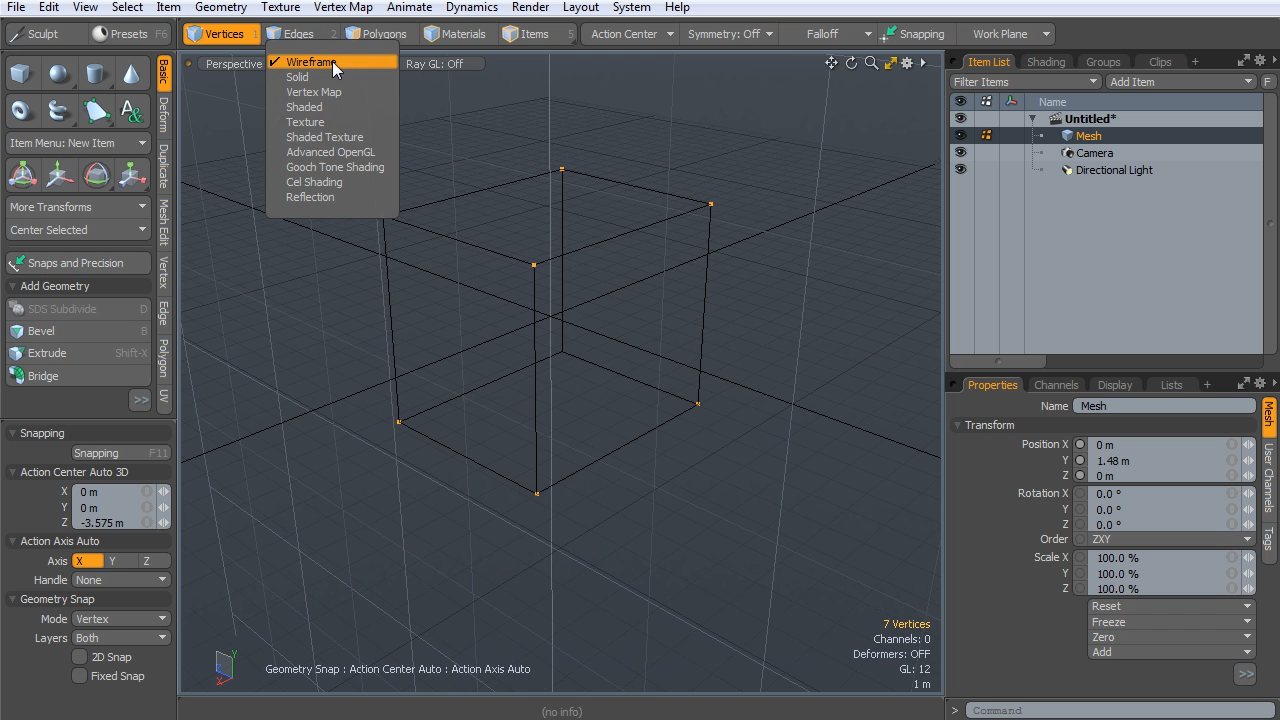 File Edit View Select Item Geometry Texture Vertex Map Animate Dynamics Render Layout System Help
Sculpt Presets F6 Vertices 1 Edges 2 Polygons Materials Items 5 Action Center Symmetry: Off Falloff Snapping Work Plane
Basic
Deform
Duplicate
Mesh Edit
Vertex
Edge
Polygon
UV
Item Menu: New Item
More Transforms
Center Selected
Snaps and Precision
Add Geometry
SDS Subdivide D
Bevel B
Extrude Shift-X
Bridge
>>
Snapping
Snapping F11
Action Center Auto 3D
X 0 m
Y 0 m
Z -3.575 m
Action Axis Auto
Axis X Y Z
Handle None
Geometry Snap
Mode Vertex
Layers Both
2D Snap
Fixed Snap
Perspective Ray GL: Off
Wireframe
Solid
Vertex Map
Shaded
Texture
Shaded Texture
Advanced OpenGL
Gooch Tone Shading
Cel Shading
Reflection
7 Vertices
Channels: 0
Deformers: OFF
GL: 12
1 m
Geometry Snap : Action Center Auto : Action Axis Auto
Y
Z
X
(no info)
Item List Shading Groups Clips +
Filter Items Add Item F
Name
Untitled*
Mesh
Camera
Directional Light
Properties Channels Display Lists +
Name Mesh
Transform
Position X 0 m
Y 1.48 m
Z 0 m
Rotation X 0.0 °
Y 0.0 °
Z 0.0 °
Order ZXY
Scale X 100.0 %
Y 100.0 %
Z 100.0 %
Reset
Freeze
Zero
Add
>>
Mesh
User Channels
Tags
> Command